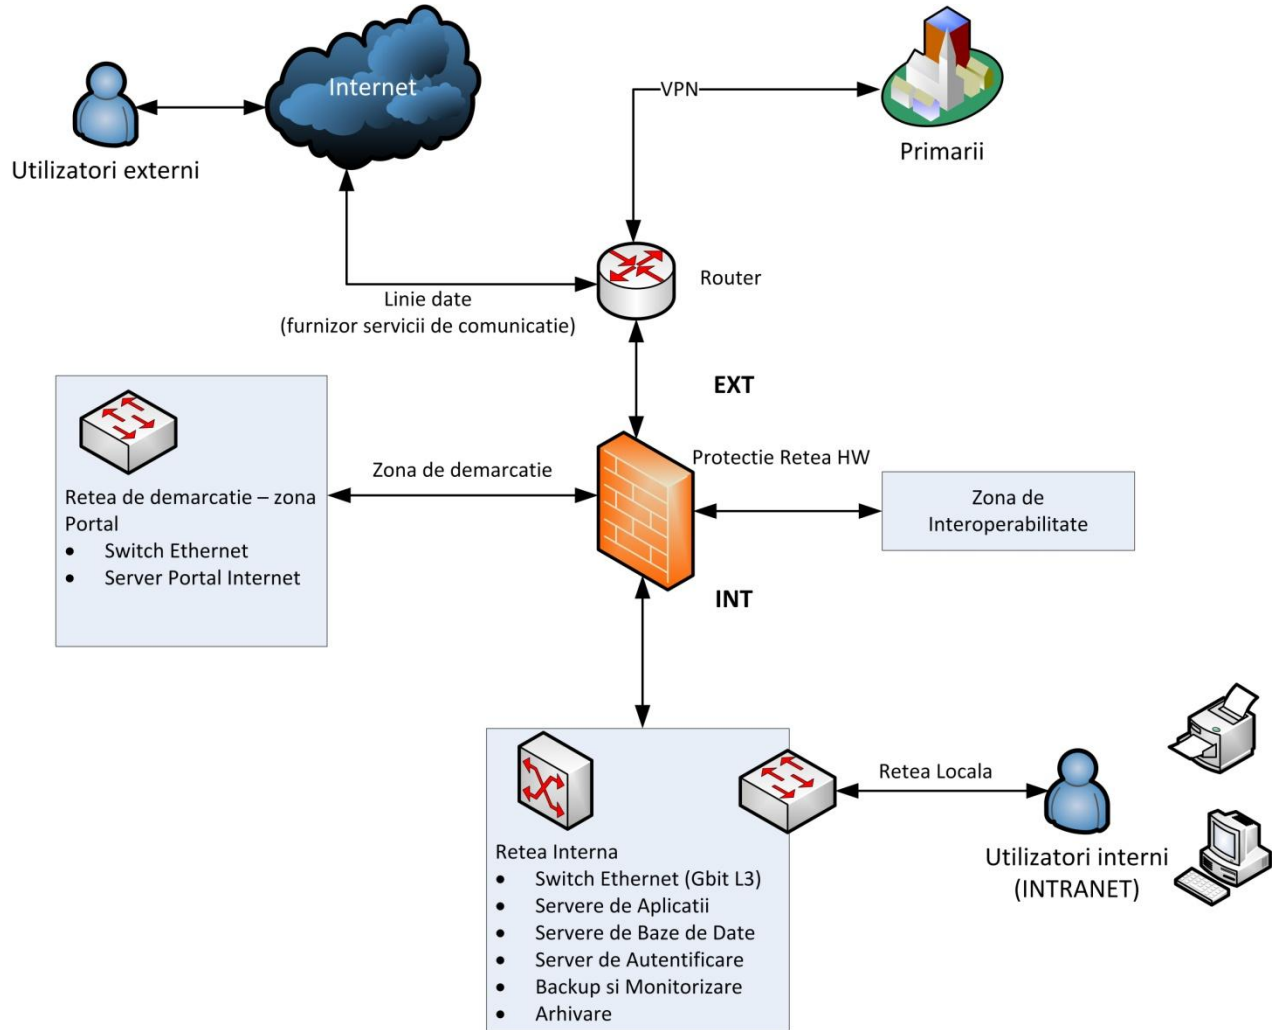 Internet
VPN
Utilizatori externi
Primarii
Router
Linie date
(furnizor servicii de comunicatie)
EXT
Protectie Retea HW
Zona de demarcatie
Retea de demarcatie – zona
Portal
• Switch Ethernet
• Server Portal Internet
Zona de
Interoperabilitate
INT
Retea Locala
Utilizatori interni
(INTRANET)
Retea Interna
• Switch Ethernet (Gbit L3)
• Servere de Aplicatii
• Servere de Baze de Date
• Server de Autentificare
• Backup si Monitorizare
• Arhivare